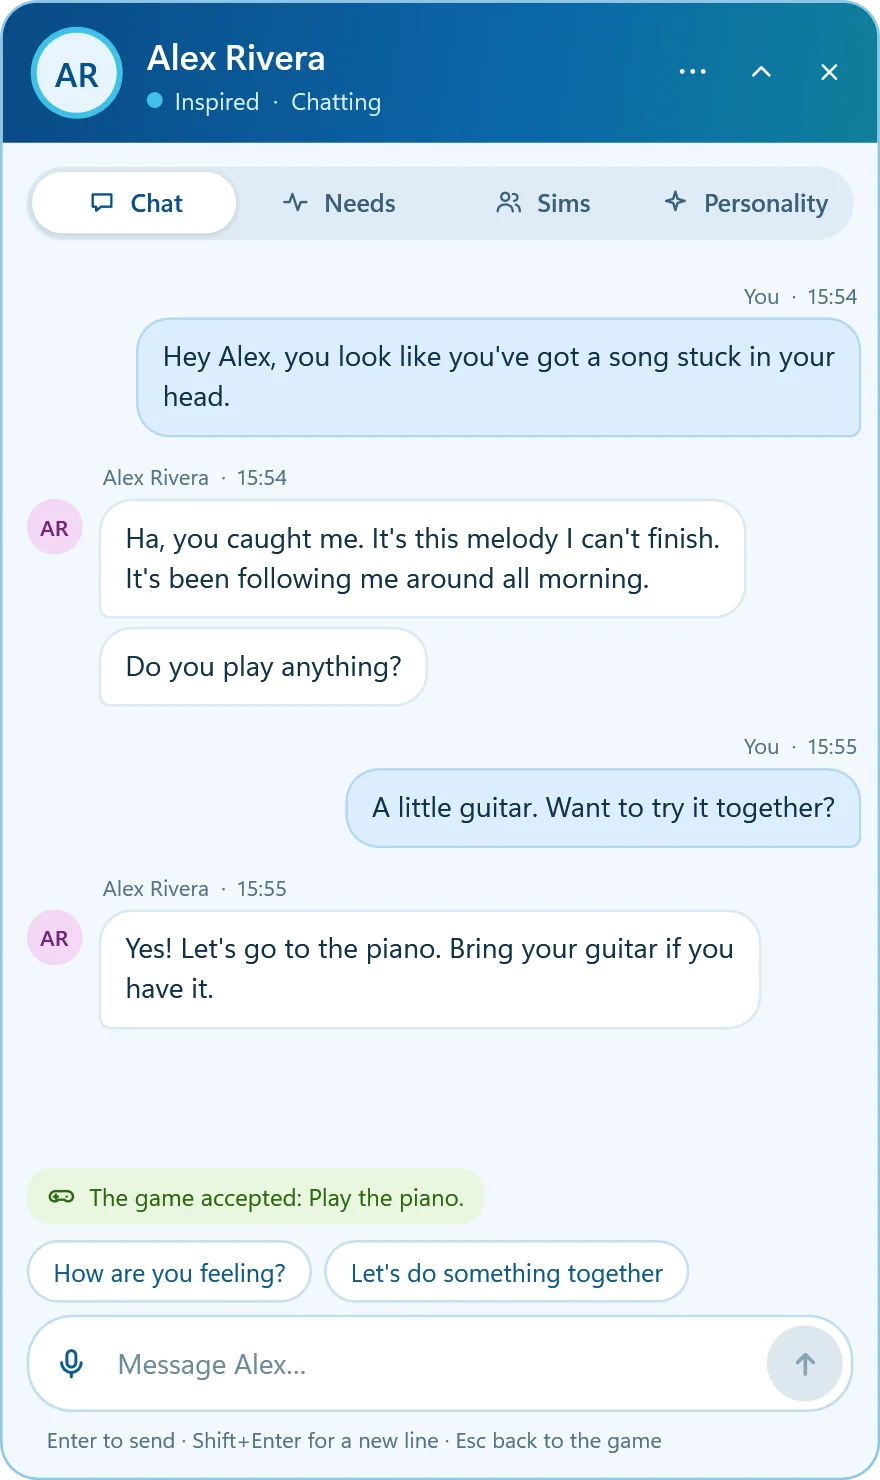 AR
Alex Rivera
Inspired · Chatting
Chat
Needs
Sims
Personality
You · 15:54
Hey Alex, you look like you've got a song stuck in your
head.
Alex Rivera · 15:54
AR
Ha, you caught me. It's this melody I can't finish.
It's been following me around all morning.
Do you play anything?
You · 15:55
A little guitar. Want to try it together?
Alex Rivera · 15:55
AR
Yes! Let's go to the piano. Bring your guitar if you
have it.
The game accepted: Play the piano.
How are you feeling?
Let's do something together
Message Alex...
Enter to send · Shift+Enter for a new line · Esc back to the game